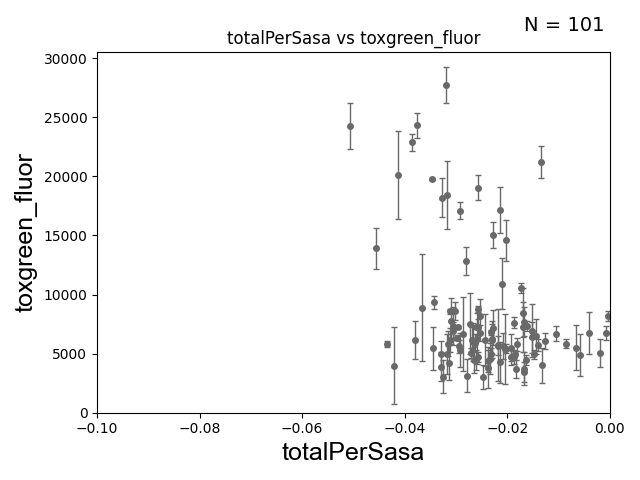 N = 101
totalPerSasa vs toxgreen_fluor
30000
25000
20000
15000
10000
5000
0
toxgreen_fluor
−0.10 −0.08 −0.06 −0.04 −0.02 0.00
totalPerSasa